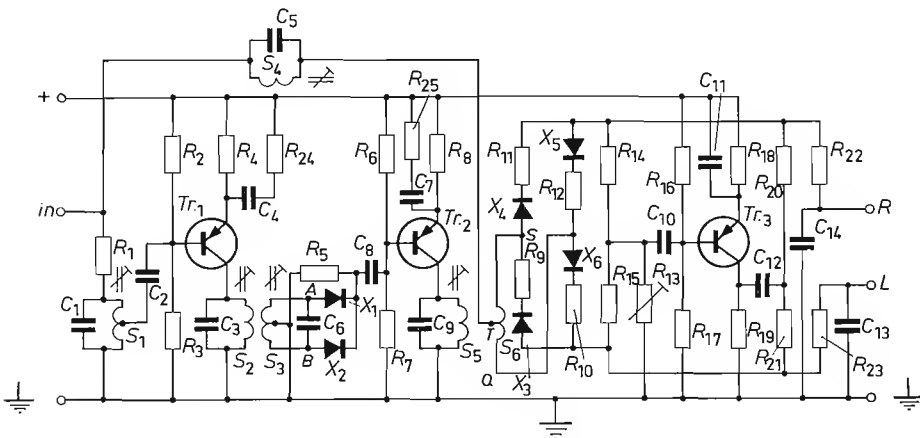 C5
S4
R25
C11
+
R2
R4
R24
R6
R8
R11
X5
R14
R16
R18
R20
R22
C7
R12
X4
in
Tr.1
C4
Tr.2
C10
Tr.3
C14
R
R1
C2
R5
C8
S
R9
X6
R15
R13
C12
L
A
X1
C1
S1
C3
C6
C9
T
C13
R3
S2
S3
B
X2
R7
S5
S6
Q
X3
R10
R17
R19
R21
R23